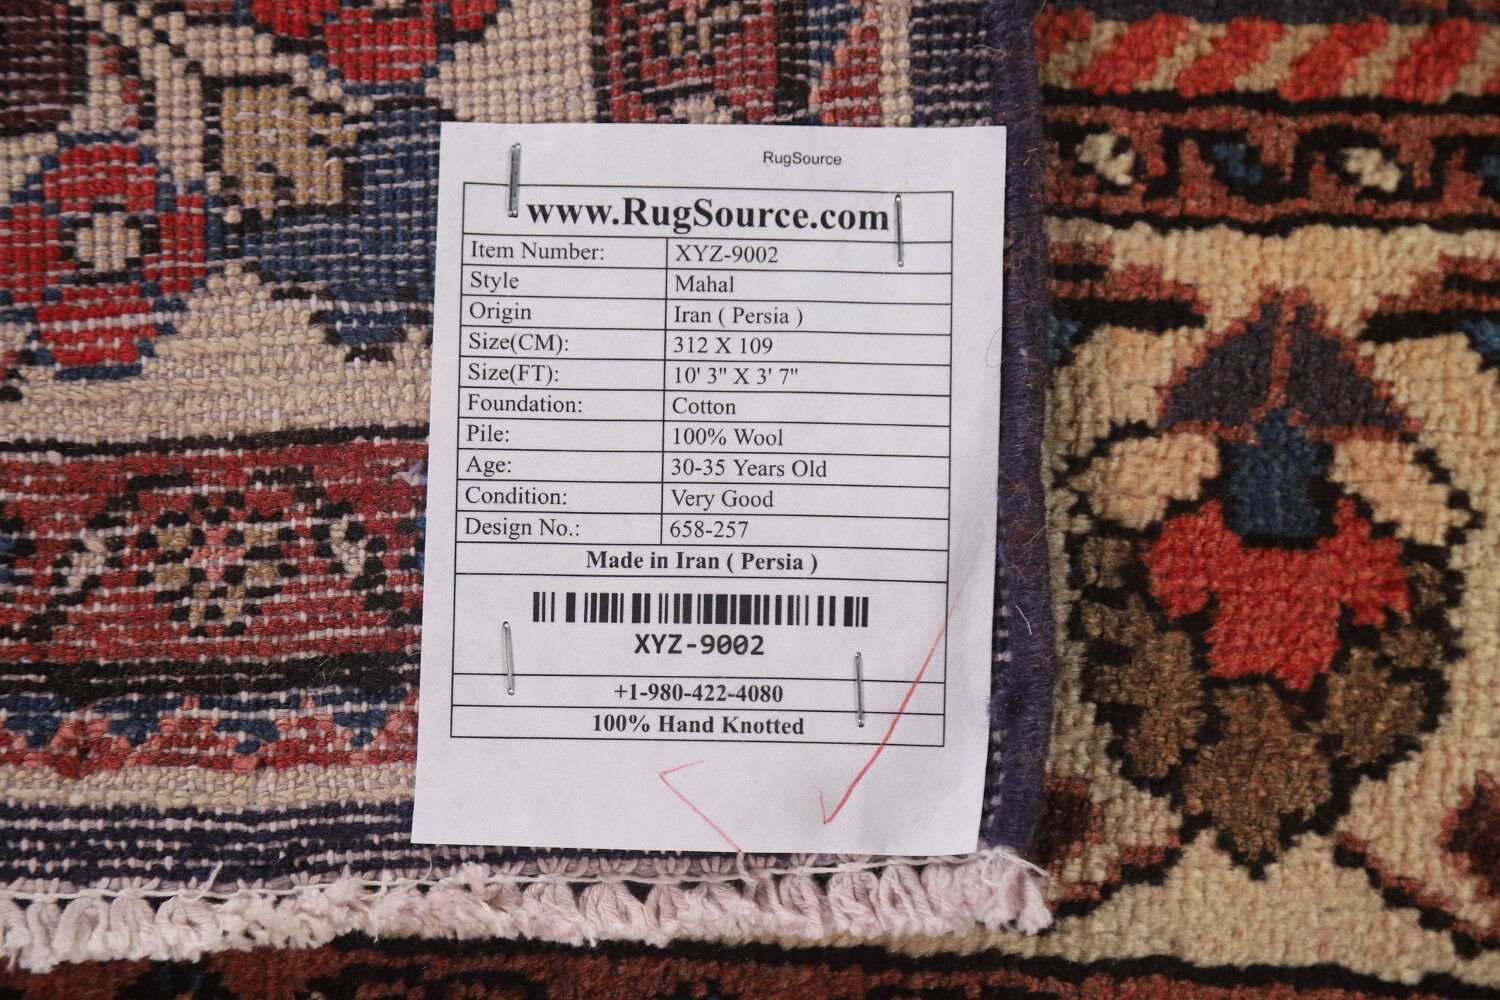 RugSource
www.RugSource.com
Item Number: XYZ-9002
Style Mahal
Origin Iran ( Persia )
Size(CM): 312 X 109
Size(FT): 10' 3" X 3' 7"
Foundation: Cotton
Pile: 100% Wool
Age: 30-35 Years Old
Condition: Very Good
Design No.: 658-257
Made in Iran ( Persia )
XYZ-9002
+1-980-422-4080
100% Hand Knotted